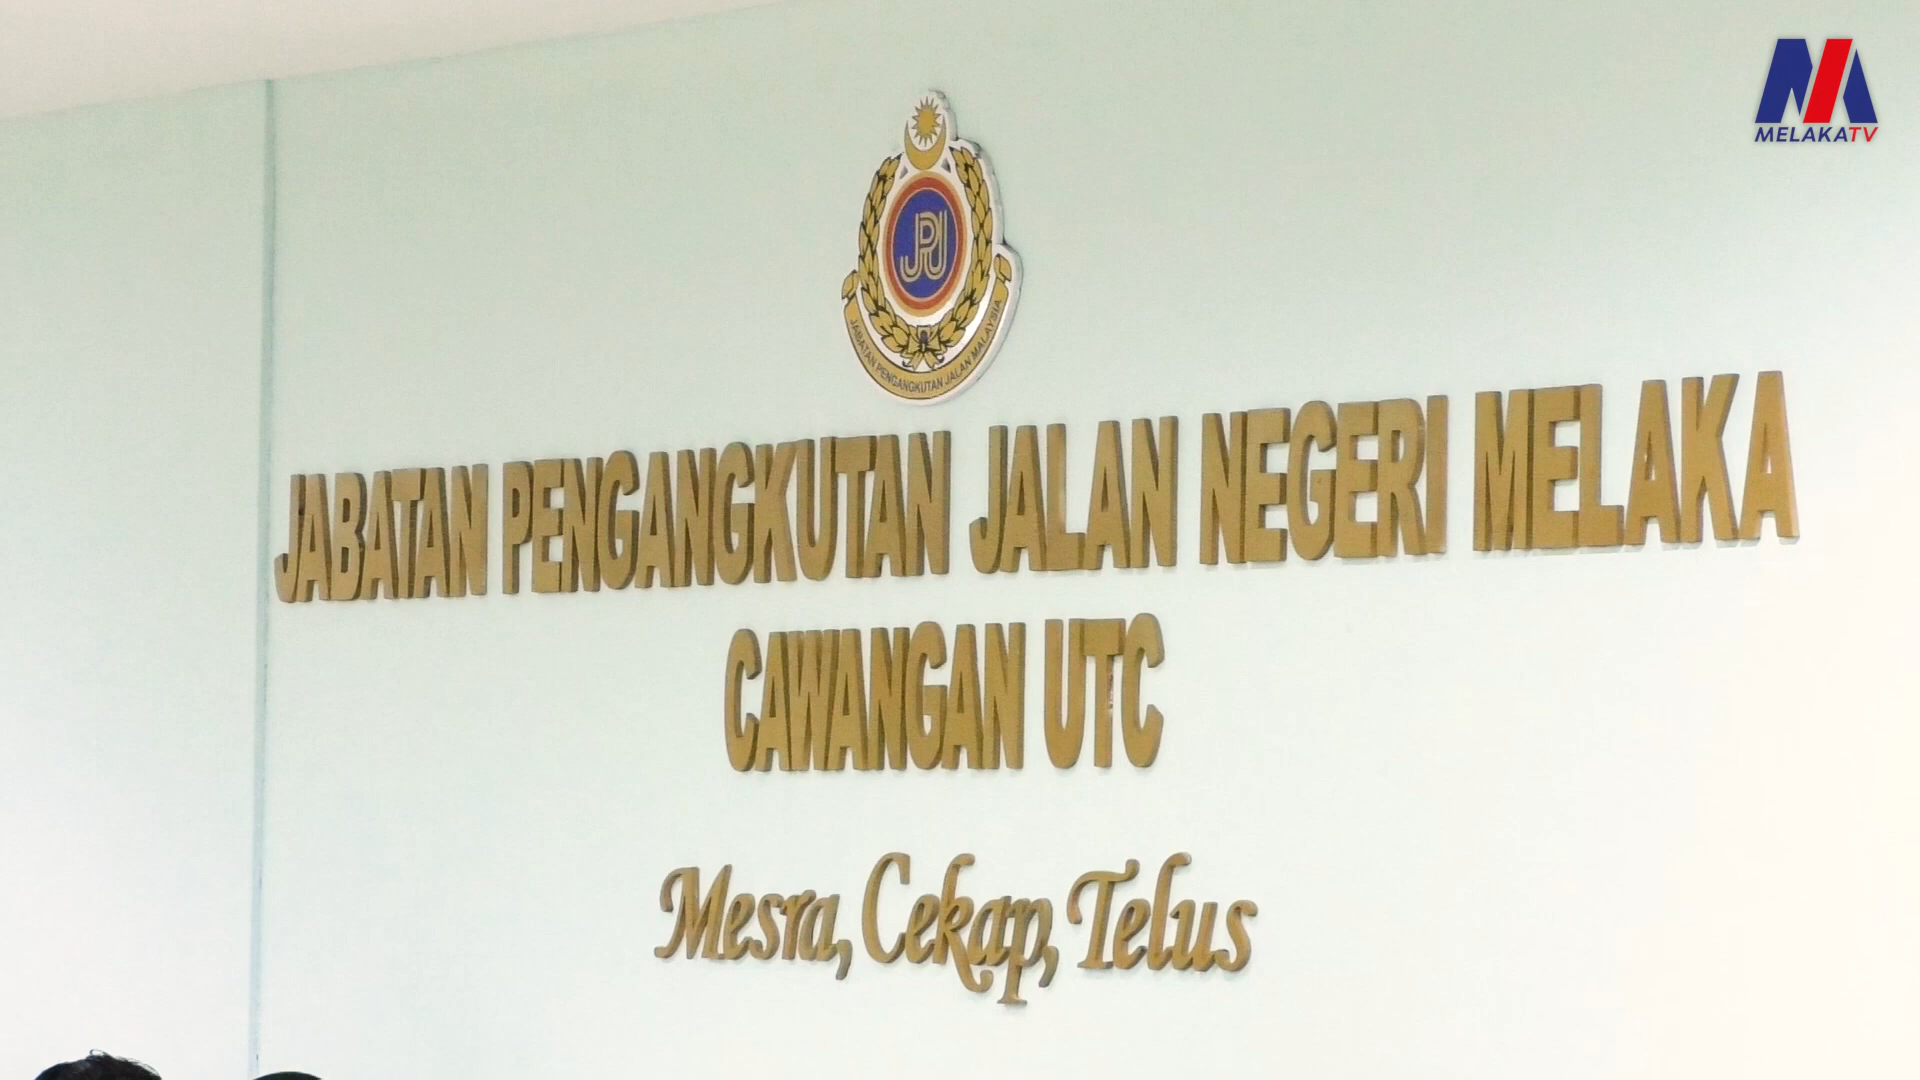 MELAKATV
JPJ
JABATAN PENGANGKUTAN JALAN MALAYSIA
JABATAN PENGANGKUTAN JALAN NEGERI MELAKA
CAWANGAN UTC
Mesra, Cekap, Telus